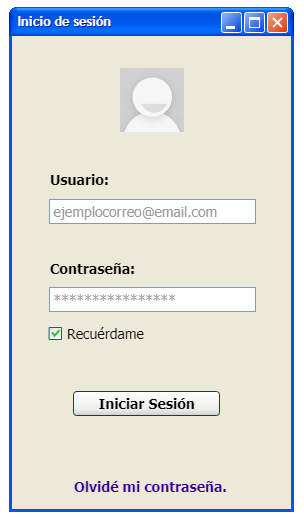 Inicio de sesión
Usuario:
ejemplocorreo@email.com
Contraseña:
****************
Recuérdame
Iniciar Sesión
Olvidé mi contraseña.